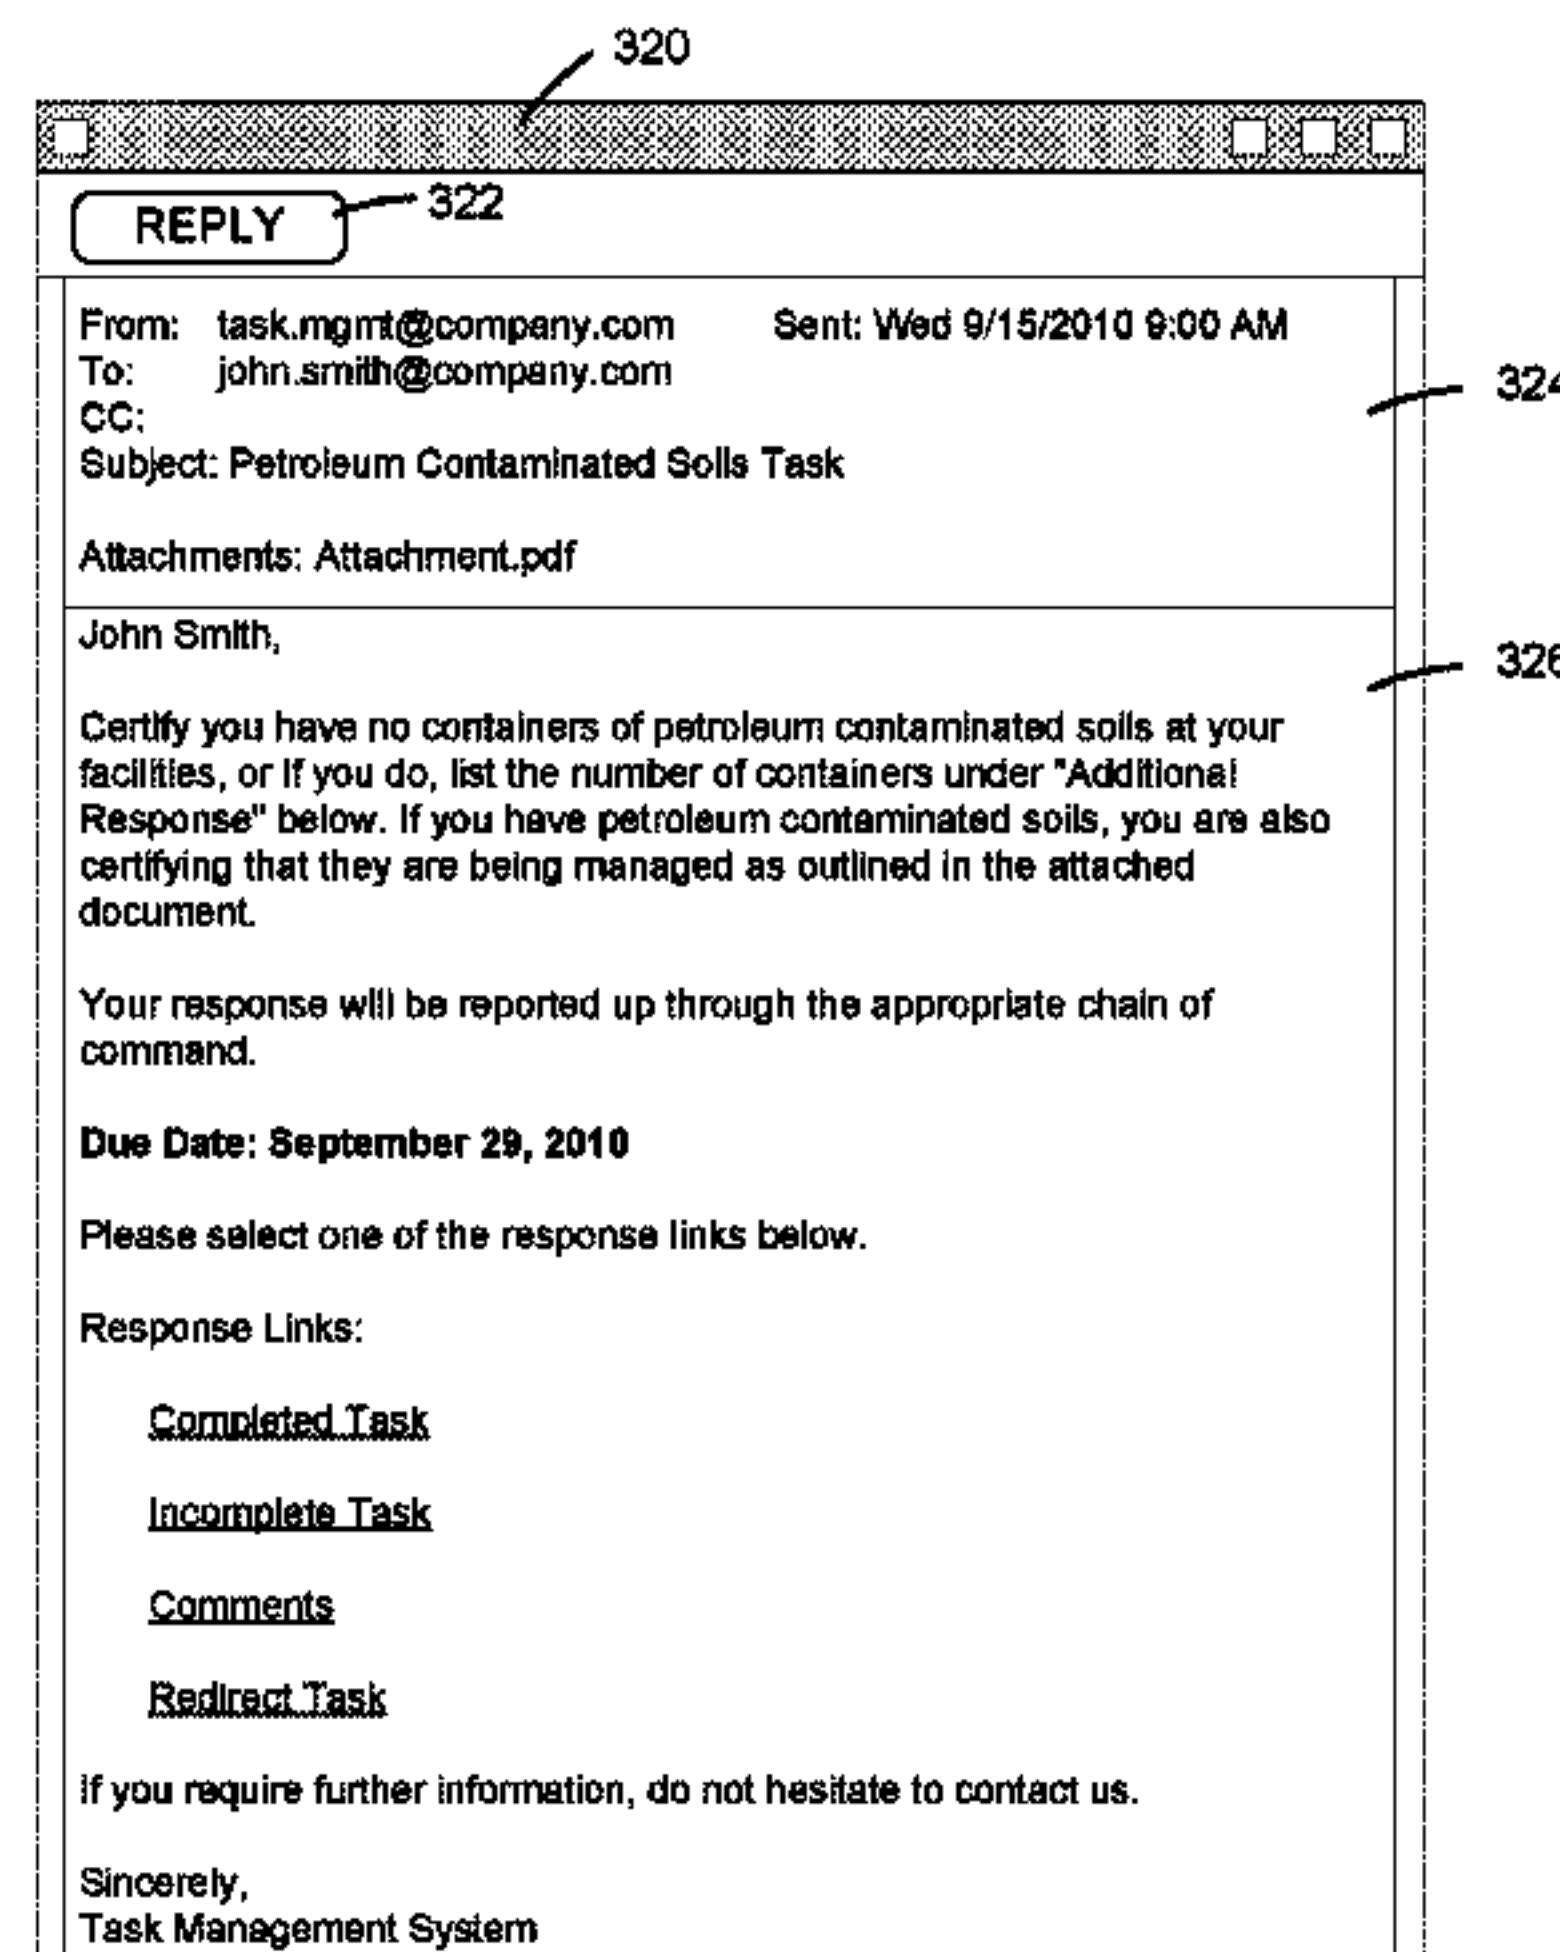 320
REPLY 322
From: task.mgmt@company.com Sent: Wed 9/15/2010 9:00 AM
To: john.smith@company.com
324
CC:
Subject: Petroleum Contaminated Soils Task
Attachments: Attachment.pdf
John Smith,
326
Certify you have no containers of petroleum contaminated soils at your
facilities, or if you do, list the number of containers under "Additional
Response" below. If you have petroleum contaminated soils, you are also
certifying that they are being managed as outlined in the attached
document.
Your response will be reported up through the appropriate chain of
command.
Due Date: September 29, 2010
Please select one of the response links below.
Response Links:
Completed Task
Incomplete Task
Comments
Redirect Task
If you require further information, do not hesitate to contact us.
Sincerely,
Task Management System